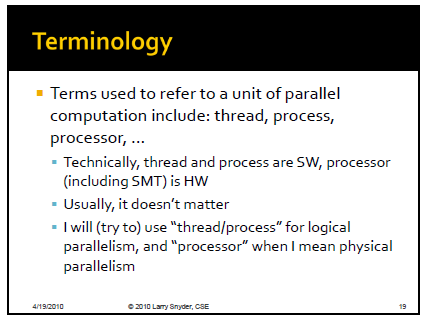 Terminology
Terms used to refer to a unit of parallel
computation include: thread, process,
processor, ...
Technically, thread and process are SW, processor
(including SMT) is HW
Usually, it doesn't matter
I will (try to) use “thread/process” for logical
parallelism, and “processor” when I mean physical
parallelism
4/19/2010 © 2010 Larry Snyder, CSE 19